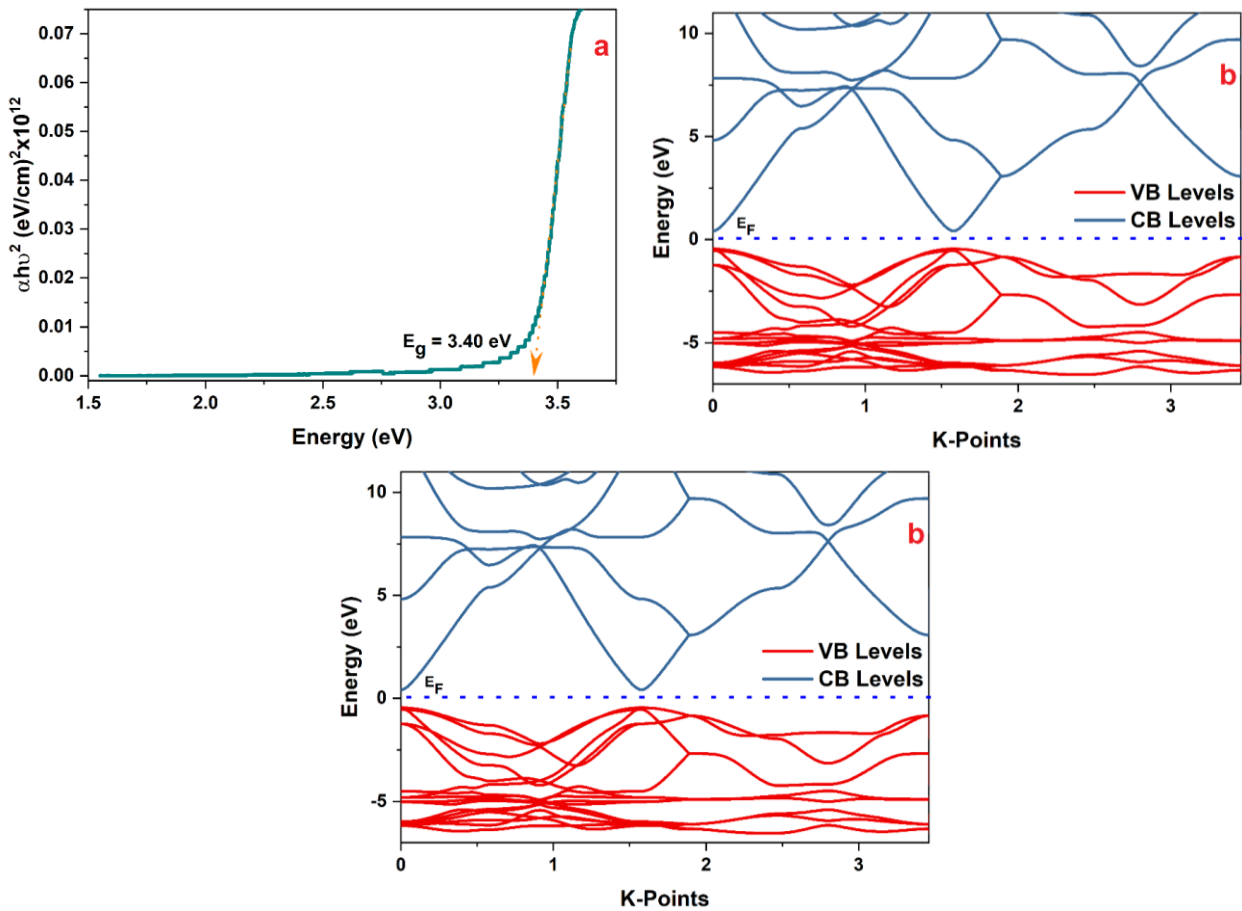 0.07
0.06
0.05
0.04
0.03
0.02
0.01
0.00
αhυ² (eV/cm)²x10¹²
a
E_g = 3.40 eV
1.5 2.0 2.5 3.0 3.5
Energy (eV)
10
5
0
-5
Energy (eV)
b
VB Levels
CB Levels
E_F
0 1 2 3
K-Points
10
5
0
-5
Energy (eV)
b
VB Levels
CB Levels
E_F
0 1 2 3
K-Points